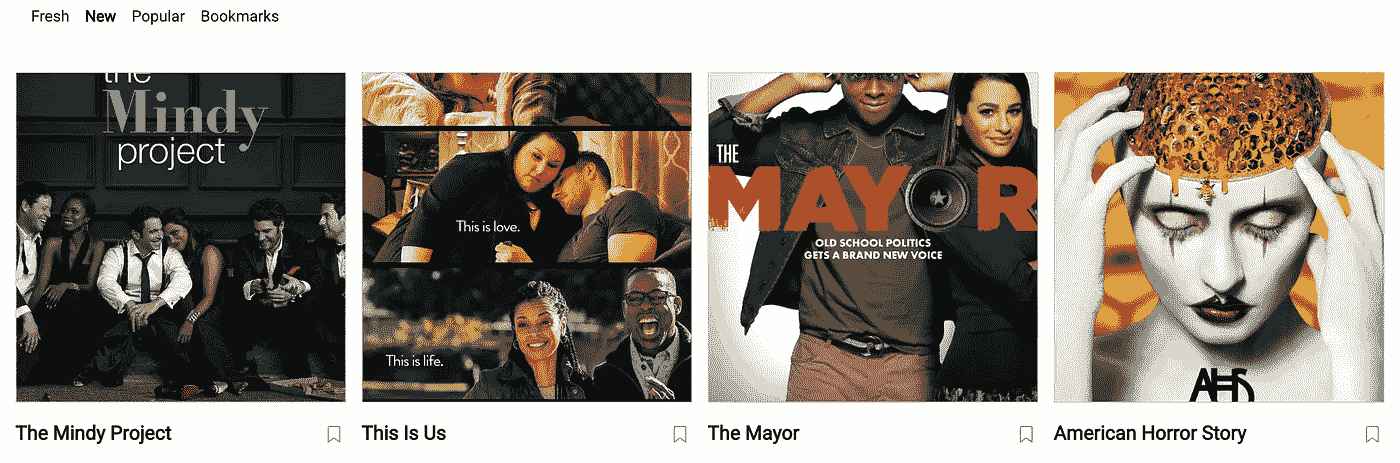 Fresh New Popular Bookmarks
the
Mindy
project
This is love.
This is life.
THE
MAYOR
OLD SCHOOL POLITICS
GETS A BRAND NEW VOICE
AHS
The Mindy Project
This Is Us
The Mayor
American Horror Story